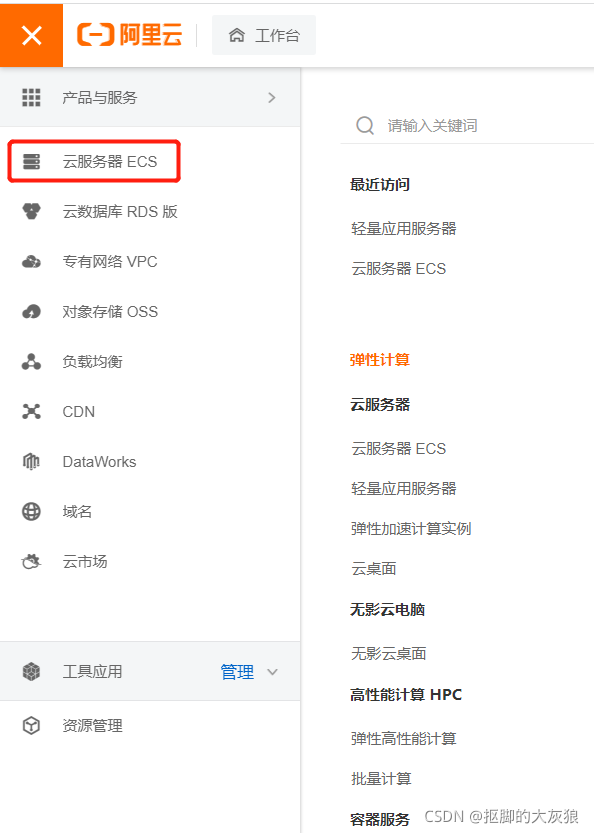 阿里云
工作台
产品与服务
云服务器 ECS
云数据库 RDS 版
专有网络 VPC
对象存储 OSS
负载均衡
CDN
DataWorks
域名
云市场
工具应用 管理
资源管理
请输入关键词
最近访问
轻量应用服务器
云服务器 ECS
弹性计算
云服务器
云服务器 ECS
轻量应用服务器
弹性加速计算实例
云桌面
无影云电脑
无影云桌面
高性能计算 HPC
弹性高性能计算
批量计算
容器服务
CSDN @抠脚的大灰狼